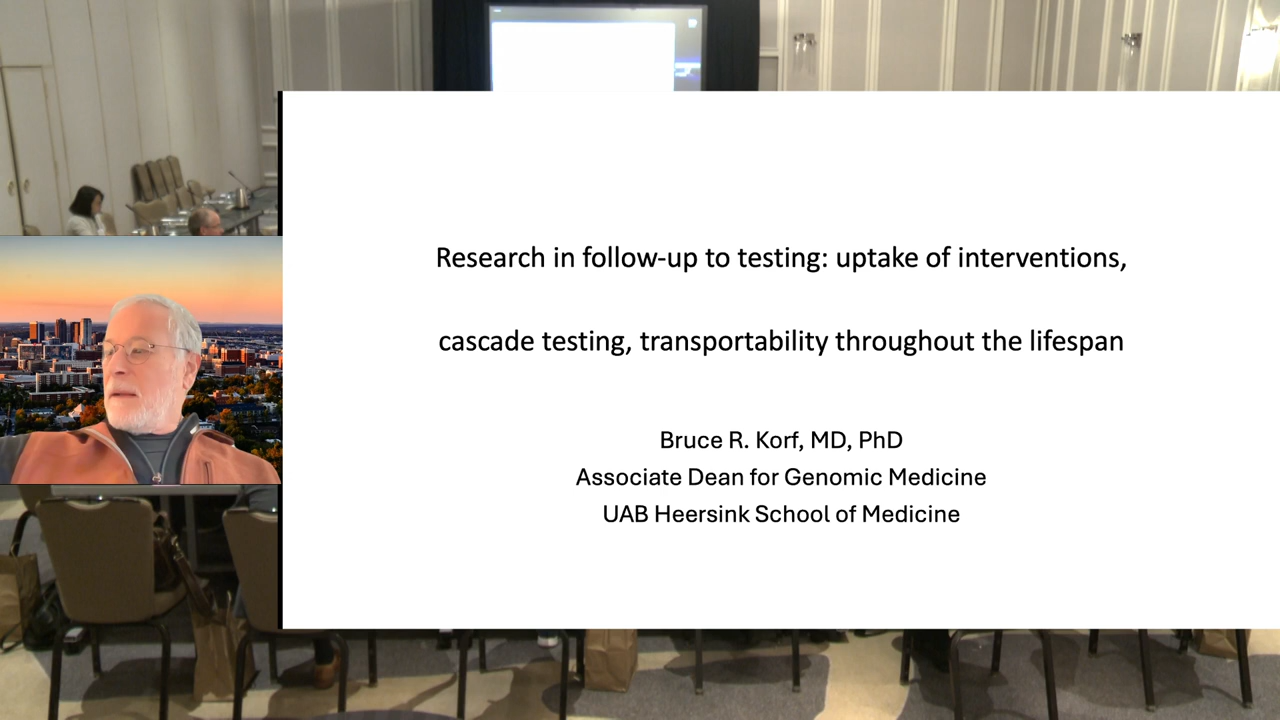 Research in follow-up to testing: uptake of interventions,
cascade testing, transportability throughout the lifespan
Bruce R. Korf, MD, PhD
Associate Dean for Genomic Medicine
UAB Heersink School of Medicine